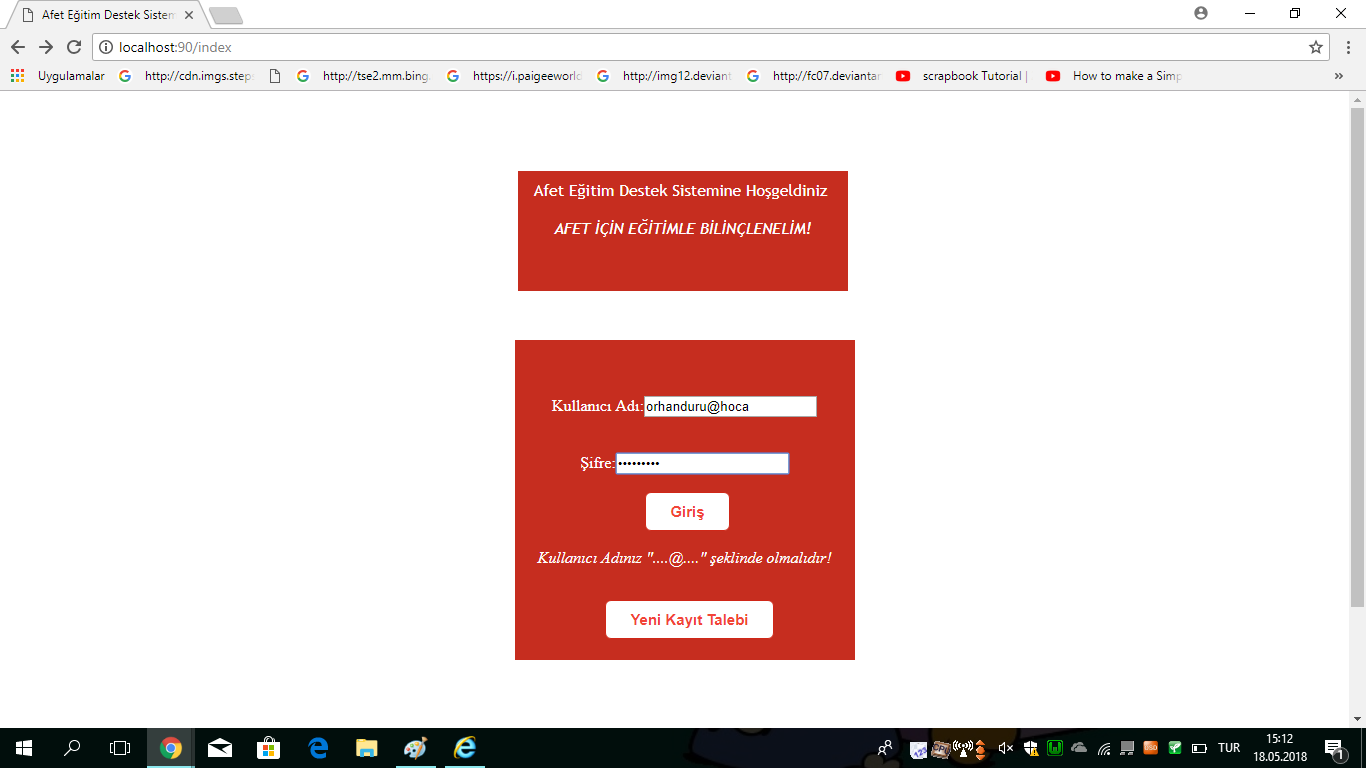 Afet Eğitim Destek Sistem
localhost:90/index
Uygulamalar http://cdn.imgs.steps http://tse2.mm.bing. https://i.paigeeworld http://img12.deviant http://fc07.deviantar scrapbook Tutorial | How to make a Simp »
Afet Eğitim Destek Sistemine Hoşgeldiniz
AFET İÇİN EĞİTİMLE BİLİNÇLENELİM!
Kullanıcı Adı: orhanduru@hoca
Şifre: •••••••••
Giriş
Kullanıcı Adınız "....@...." şeklinde olmalıdır!
Yeni Kayıt Talebi
TUR
15:12
18.05.2018
1